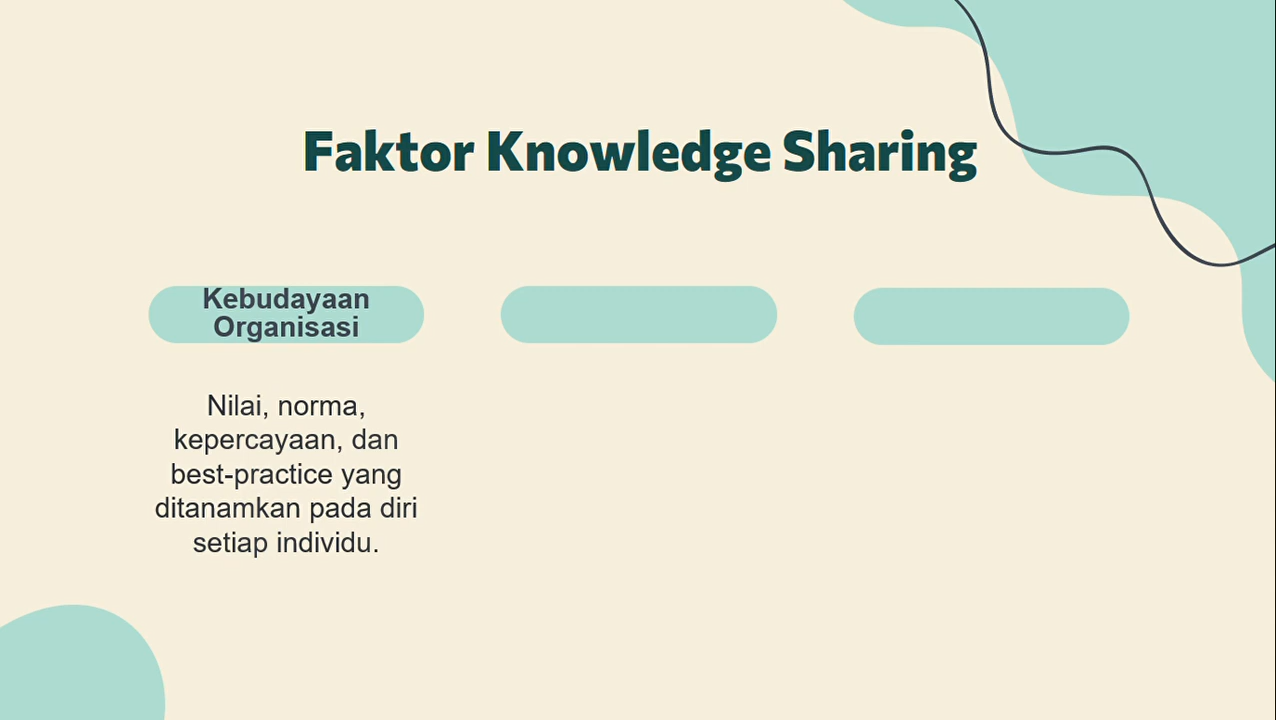 Faktor Knowledge Sharing
Kebudayaan
Organisasi
Nilai, norma,
kepercayaan, dan
best-practice yang
ditanamkan pada diri
setiap individu.